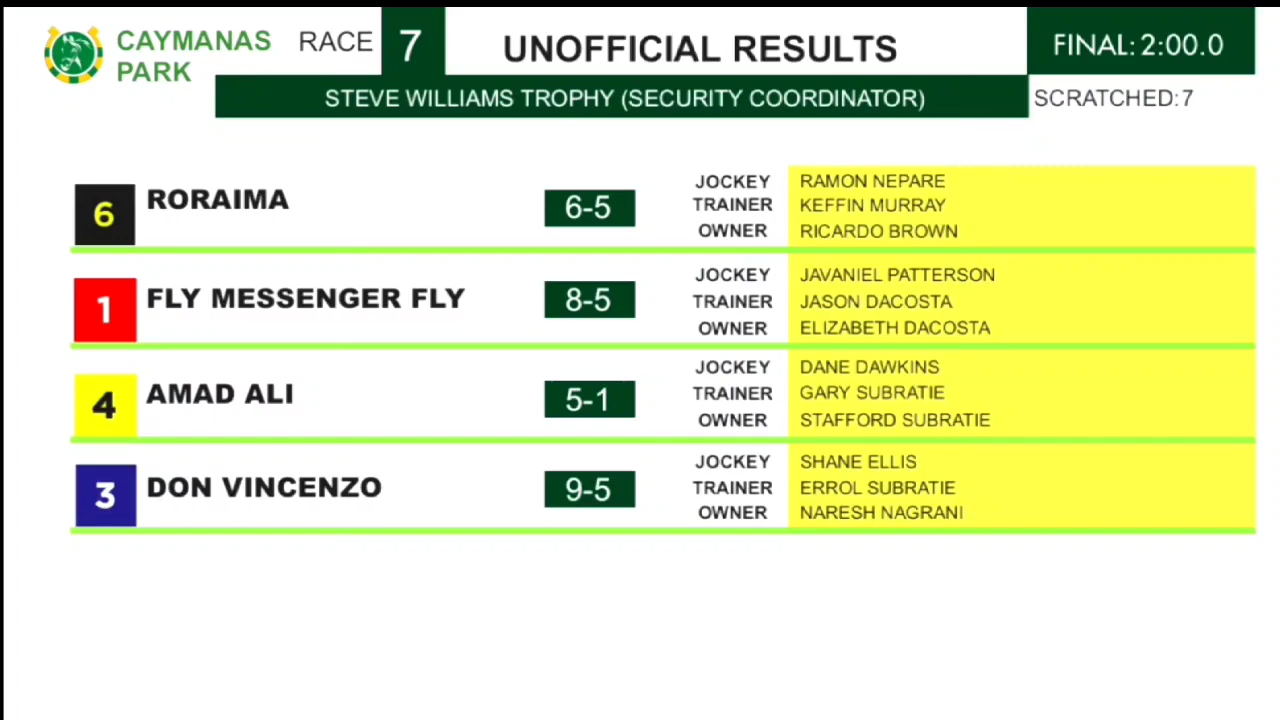 CAYMANAS PARK
RACE 7
UNOFFICIAL RESULTS
FINAL: 2:00.0
STEVE WILLIAMS TROPHY (SECURITY COORDINATOR)
SCRATCHED: 7
6 RORAIMA 6-5
JOCKEY RAMON NEPARE
TRAINER KEFFIN MURRAY
OWNER RICARDO BROWN
1 FLY MESSENGER FLY 8-5
JOCKEY JAVANIEL PATTERSON
TRAINER JASON DACOSTA
OWNER ELIZABETH DACOSTA
4 AMAD ALI 5-1
JOCKEY DANE DAWKINS
TRAINER GARY SUBRATIE
OWNER STAFFORD SUBRATIE
3 DON VINCENZO 9-5
JOCKEY SHANE ELLIS
TRAINER ERROL SUBRATIE
OWNER NARESH NAGRANI